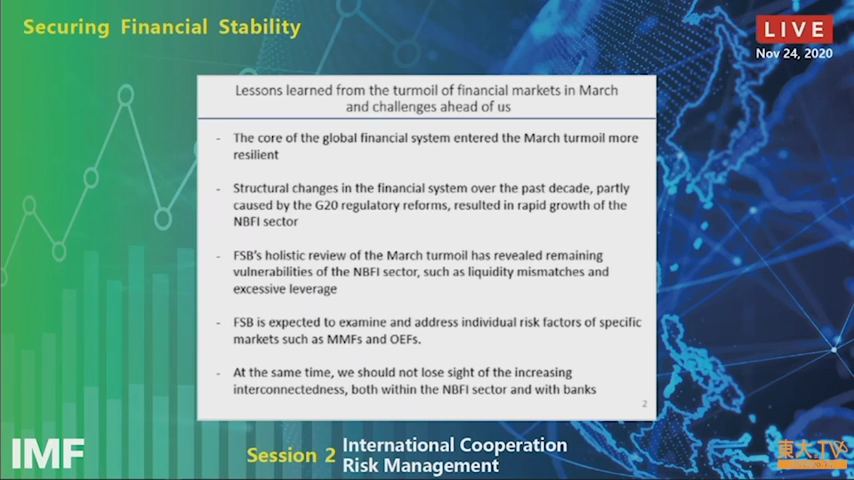 Securing Financial Stability
LIVE
Nov 24, 2020
Lessons learned from the turmoil of financial markets in March
and challenges ahead of us
- The core of the global financial system entered the March turmoil more
resilient
- Structural changes in the financial system over the past decade, partly
caused by the G20 regulatory reforms, resulted in rapid growth of the
NBFI sector
- FSB's holistic review of the March turmoil has revealed remaining
vulnerabilities of the NBFI sector, such as liquidity mismatches and
excessive leverage
- FSB is expected to examine and address individual risk factors of specific
markets such as MMFs and OEFs.
- At the same time, we should not lose sight of the increasing
interconnectedness, both within the NBFI sector and with banks
2
IMF
Session 2
International Cooperation
Risk Management
東大.TV